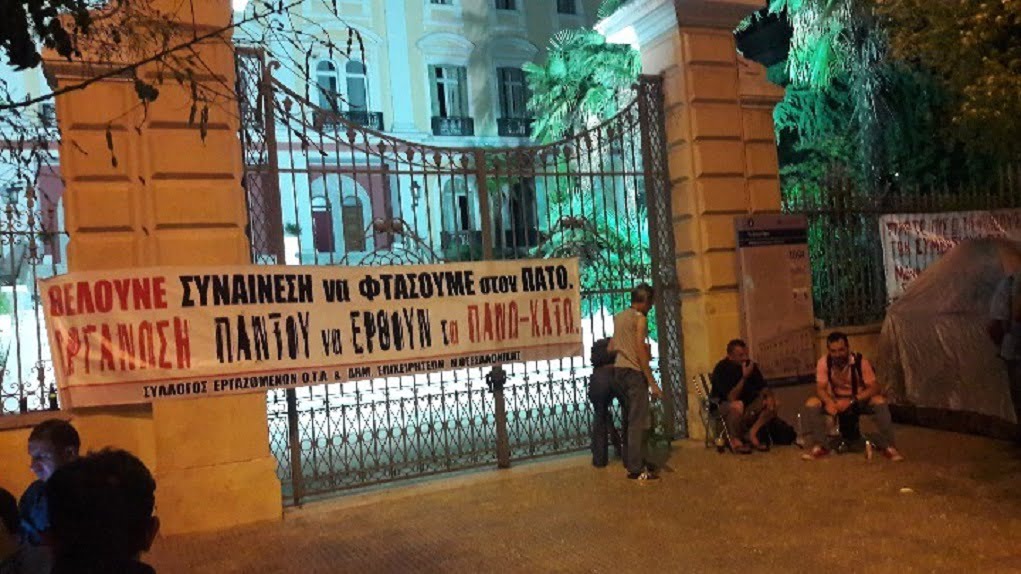 ΘΕΛΟΥΝΕ ΣΥΝΑΙΝΕΣΗ να ΦΤΑΣΟΥΜΕ στον ΠΑΤΟ.
ΟΡΓΑΝΩΣΗ ΠΑΝΤΟΥ να ΕΡΘΟΥΝ τα ΠΑΝΩ-ΚΑΤΩ.
ΣΥΛΛΟΓΟΣ ΕΡΓΑΖΟΜΕΝΩΝ Ο.Τ.Α & ΔΗΜ. ΕΠΙΧΕΙΡΗΣΕΩΝ Ν.ΘΕΣΣΑΛΟΝΙΚΗΣ